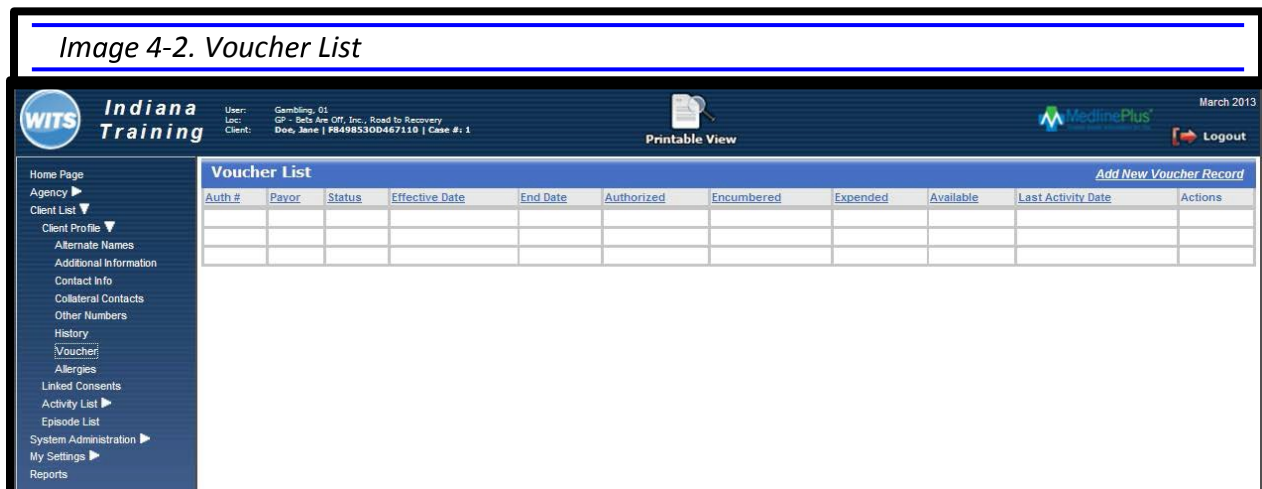 Image 4-2. Voucher List
WITS
Indiana
Training
User: Gambling, 01
Loc: GP - Bets Are Off, Inc., Road to Recovery
Client: Doe, Jane | F8498530D467110 | Case #: 1
Printable View
MedlinePlus
March 2013
Logout
Home Page
Agency
Client List
Client Profile
Alternate Names
Additional Information
Contact Info
Collateral Contacts
Other Numbers
History
Voucher
Allergies
Linked Consents
Activity List
Episode List
System Administration
My Settings
Reports
Voucher List Add New Voucher Record
Auth # Payor Status Effective Date End Date Authorized Encumbered Expended Available Last Activity Date Actions